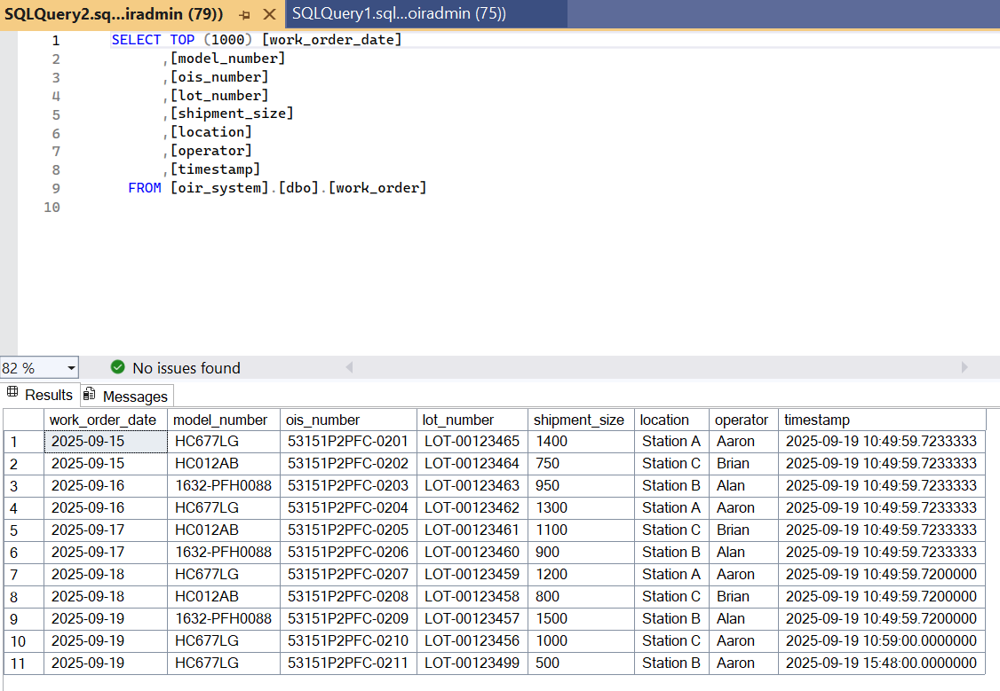 SQLQuery2.sq...iradmin (79)) SQLQuery1.sql...oiradmin (75))
1 SELECT TOP (1000) [work_order_date]
2 ,[model_number]
3 ,[ois_number]
4 ,[lot_number]
5 ,[shipment_size]
6 ,[location]
7 ,[operator]
8 ,[timestamp]
9 FROM [oir_system].[dbo].[work_order]
10
82 % No issues found
Results Messages
work_order_date model_number ois_number lot_number shipment_size location operator timestamp
1 2025-09-15 HC677LG 53151P2PFC-0201 LOT-00123465 1400 Station A Aaron 2025-09-19 10:49:59.7233333
2 2025-09-15 HC012AB 53151P2PFC-0202 LOT-00123464 750 Station C Brian 2025-09-19 10:49:59.7233333
3 2025-09-16 1632-PFH0088 53151P2PFC-0203 LOT-00123463 950 Station B Alan 2025-09-19 10:49:59.7233333
4 2025-09-16 HC677LG 53151P2PFC-0204 LOT-00123462 1300 Station A Aaron 2025-09-19 10:49:59.7233333
5 2025-09-17 HC012AB 53151P2PFC-0205 LOT-00123461 1100 Station C Brian 2025-09-19 10:49:59.7233333
6 2025-09-17 1632-PFH0088 53151P2PFC-0206 LOT-00123460 900 Station B Alan 2025-09-19 10:49:59.7233333
7 2025-09-18 HC677LG 53151P2PFC-0207 LOT-00123459 1200 Station A Aaron 2025-09-19 10:49:59.7200000
8 2025-09-18 HC012AB 53151P2PFC-0208 LOT-00123458 800 Station C Brian 2025-09-19 10:49:59.7200000
9 2025-09-19 1632-PFH0088 53151P2PFC-0209 LOT-00123457 1500 Station B Alan 2025-09-19 10:49:59.7200000
10 2025-09-19 HC677LG 53151P2PFC-0210 LOT-00123456 1000 Station C Aaron 2025-09-19 10:59:00.0000000
11 2025-09-19 HC677LG 53151P2PFC-0211 LOT-00123499 500 Station B Aaron 2025-09-19 15:48:00.0000000